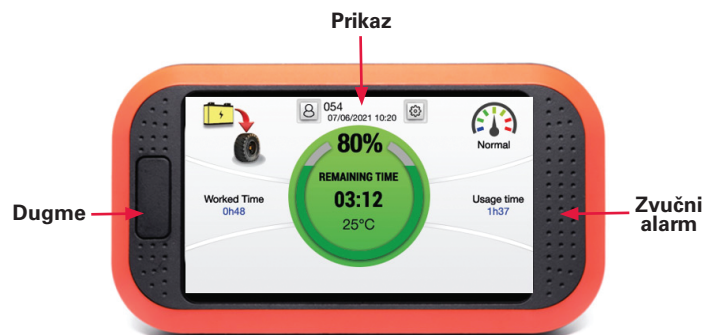 Prikaz
054
07/06/2021 10:20
80%
Normal
REMAINING TIME
03:12
25°C
Worked Time
0h48
Usage time
1h37
Dugme
Zvučni
alarm